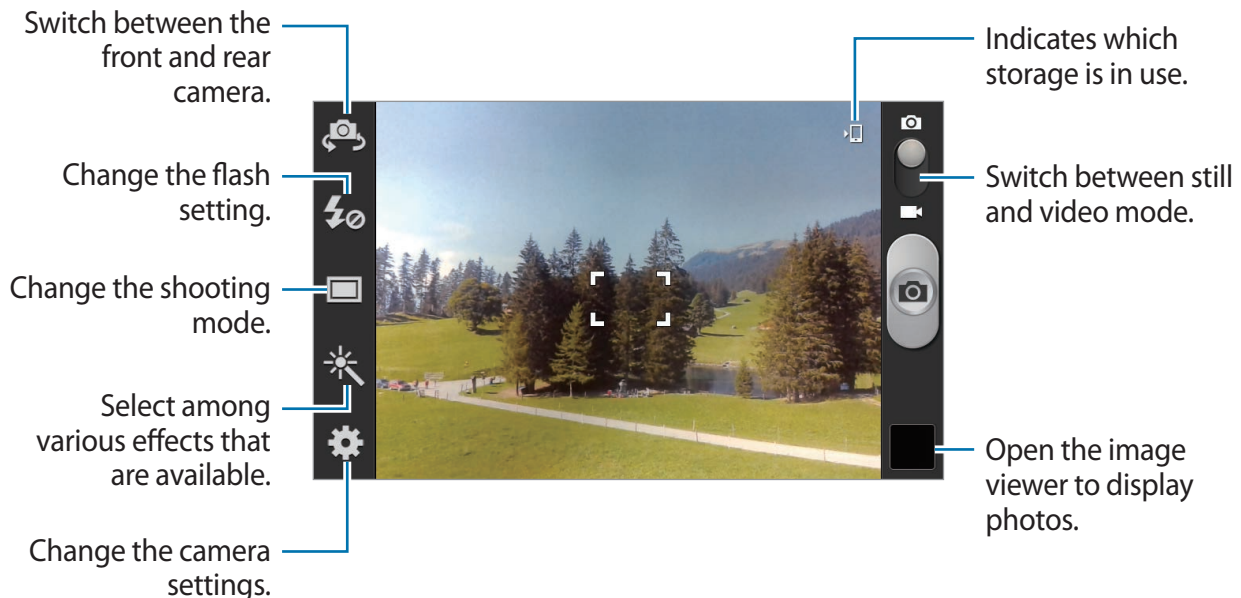 Switch between the
front and rear
camera.
Change the flash
setting.
Change the shooting
mode.
Select among
various effects that
are available.
Change the camera
settings.
Indicates which
storage is in use.
Switch between still
and video mode.
Open the image
viewer to display
photos.